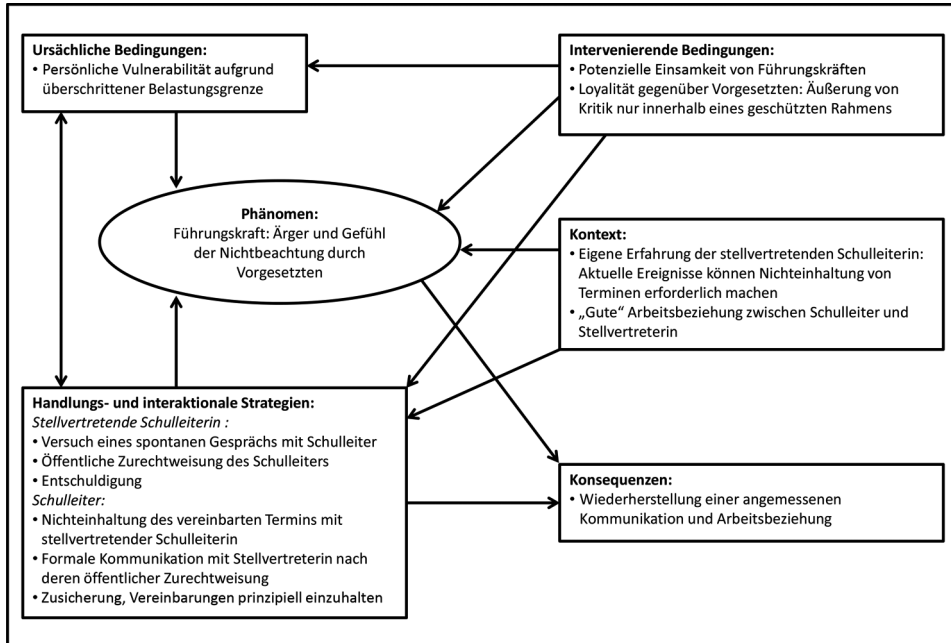 Ursächliche Bedingungen:
• Persönliche Vulnerabilität aufgrund
überschrittener Belastungsgrenze
Intervenierende Bedingungen:
• Potenzielle Einsamkeit von Führungskräften
• Loyalität gegenüber Vorgesetzten: Äußerung von
Kritik nur innerhalb eines geschützten Rahmens
Phänomen:
Führungskraft: Ärger und Gefühl
der Nichtbeachtung durch
Vorgesetzten
Kontext:
• Eigene Erfahrung der stellvertretenden Schulleiterin:
Aktuelle Ereignisse können Nichteinhaltung von
Terminen erforderlich machen
• „Gute“ Arbeitsbeziehung zwischen Schulleiter und
Stellvertreterin
Handlungs- und interaktionale Strategien:
Stellvertretende Schulleiterin :
• Versuch eines spontanen Gesprächs mit Schulleiter
• Öffentliche Zurechtweisung des Schulleiters
• Entschuldigung
Schulleiter:
• Nichteinhaltung des vereinbarten Termins mit
stellvertretender Schulleiterin
• Formale Kommunikation mit Stellvertreterin nach
deren öffentlicher Zurechtweisung
• Zusicherung, Vereinbarungen prinzipiell einzuhalten
Konsequenzen:
• Wiederherstellung einer angemessenen
Kommunikation und Arbeitsbeziehung